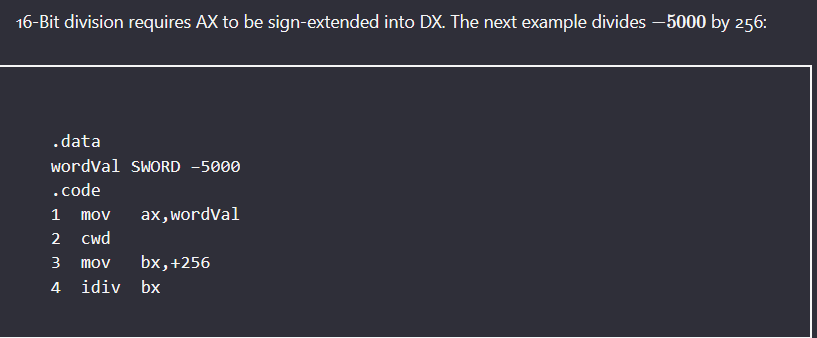 16-Bit division requires AX to be sign-extended into DX. The next example divides −5000 by 256:
.data
wordVal SWORD −5000
.code
1  mov   ax,wordVal
2  cwd
3  mov   bx,+256
4  idiv  bx